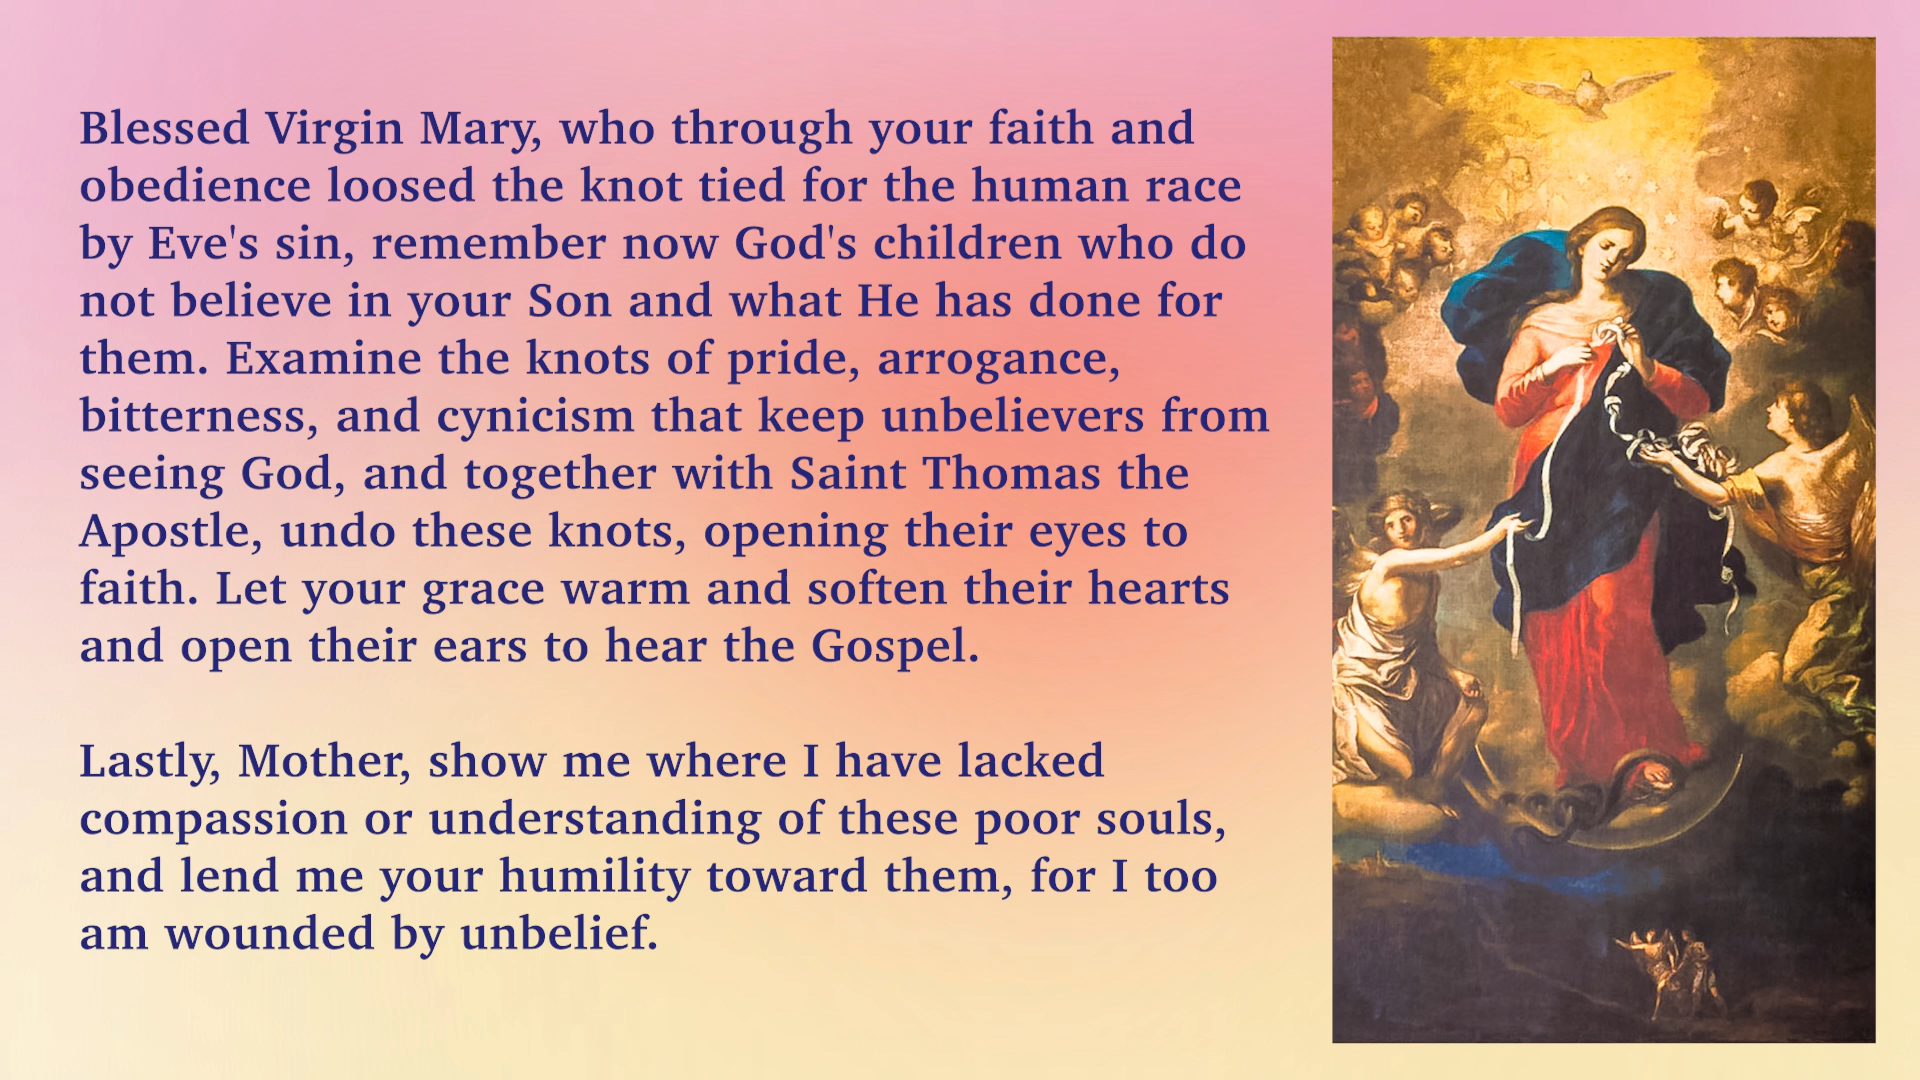 Blessed Virgin Mary, who through your faith and
obedience loosed the knot tied for the human race
by Eve's sin, remember now God's children who do
not believe in your Son and what He has done for
them. Examine the knots of pride, arrogance,
bitterness, and cynicism that keep unbelievers from
seeing God, and together with Saint Thomas the
Apostle, undo these knots, opening their eyes to
faith. Let your grace warm and soften their hearts
and open their ears to hear the Gospel.
Lastly, Mother, show me where I have lacked
compassion or understanding of these poor souls,
and lend me your humility toward them, for I too
am wounded by unbelief.